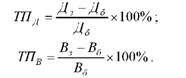 ТП_Д = (Д_з − Д_б) / Д_б × 100% ;
ТП_В = (В_з − В_б) / В_б × 100% .